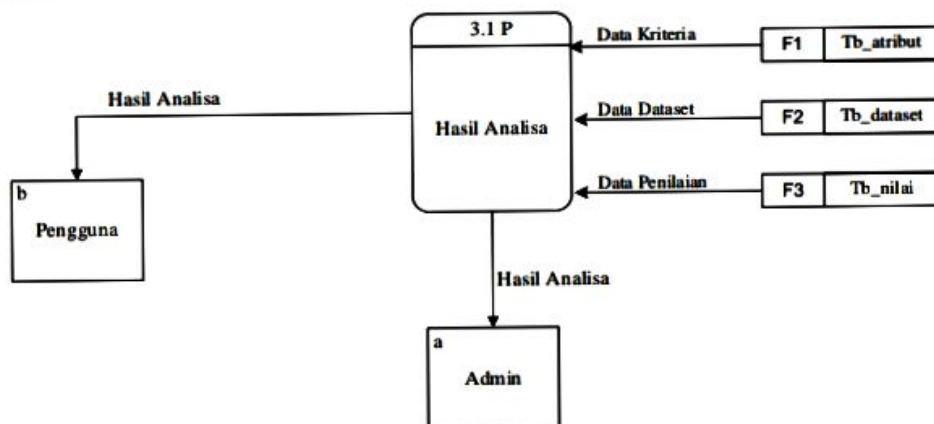 3.1 P
Hasil Analisa
Data Kriteria
F1 Tb_atribut
Data Dataset
F2 Tb_dataset
Data Penilaian
F3 Tb_nilai
Hasil Analisa
b
Pengguna
Hasil Analisa
a
Admin